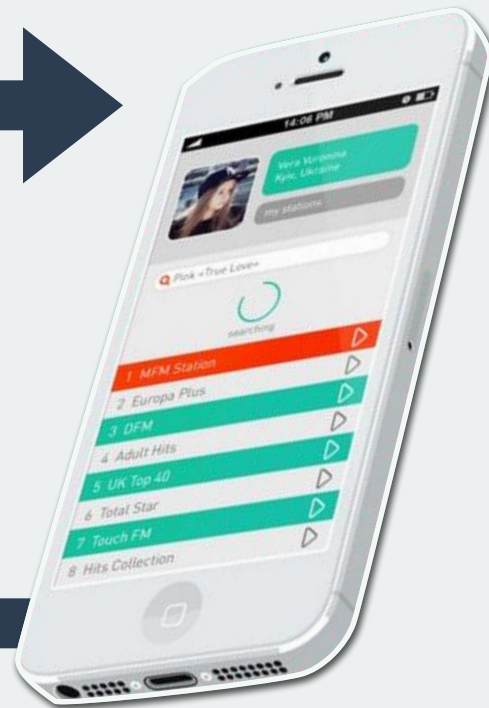 14:06 PM
Vera Voronina
Kyiv, Ukraine
my stations
Pink «True Love»
searching
1 MFM Station
2 Europa Plus
3 DFM
4 Adult Hits
5 UK Top 40
6 Total Star
7 Touch FM
8 Hits Collection